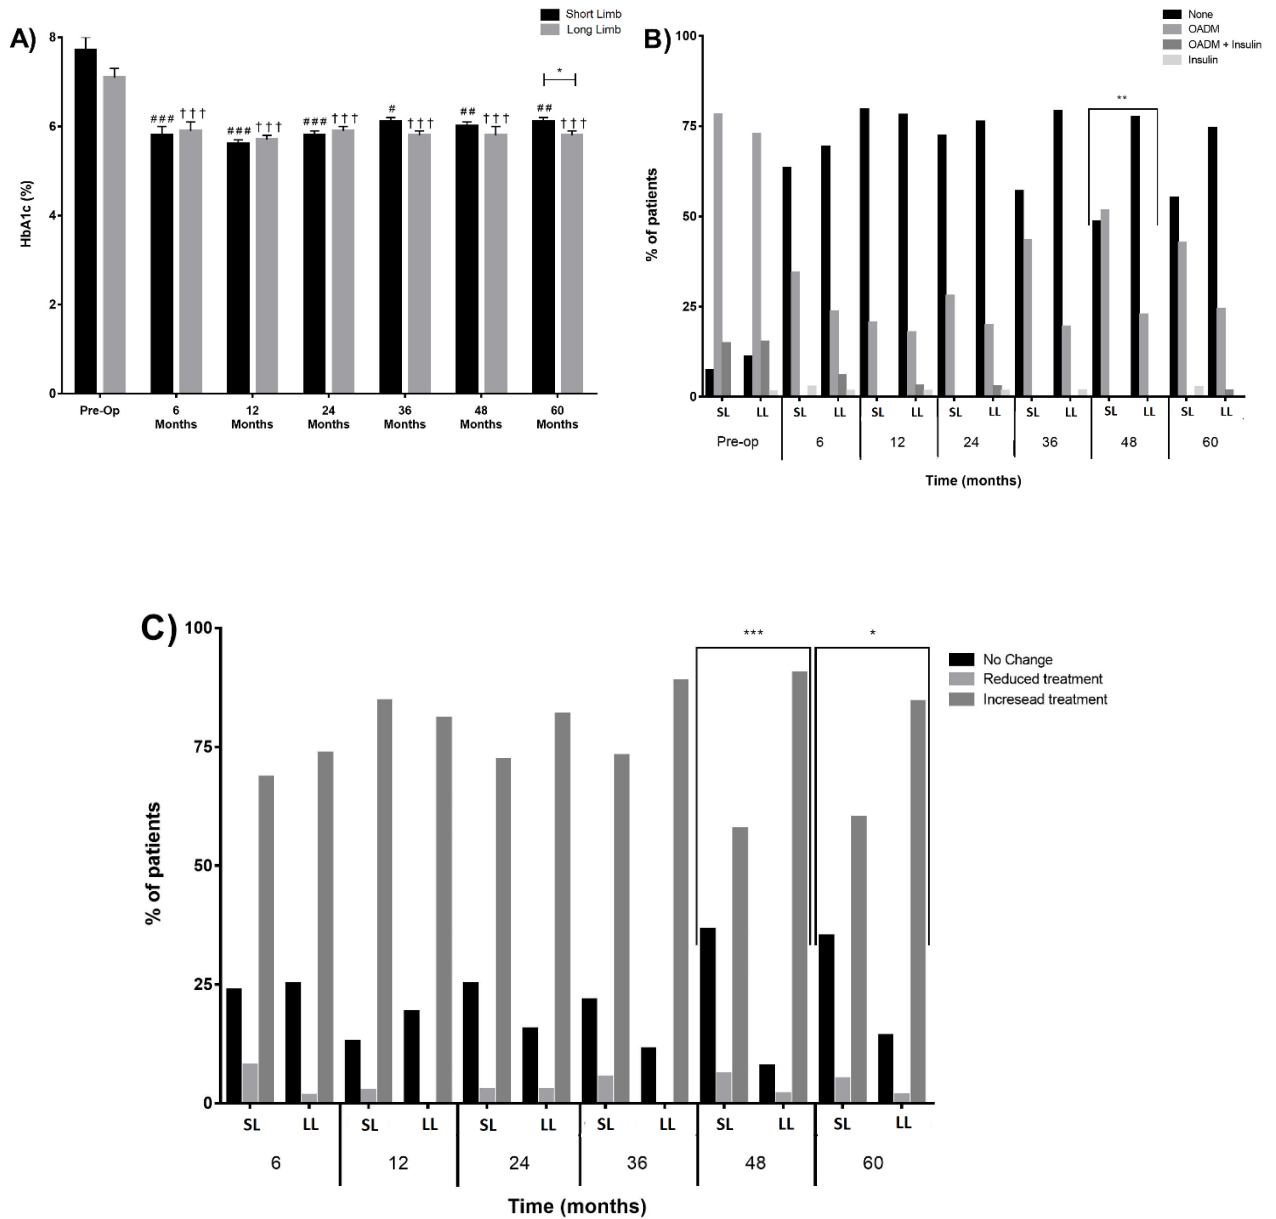 A)
Short Limb
Long Limb
8
6
4
2
0
HbA1c (%)
*
###
†††
###
†††
###
†††
#
†††
##
†††
##
†††
Pre-Op
6
Months
12
Months
24
Months
36
Months
48
Months
60
Months
B)
None
OADM
OADM + Insulin
Insulin
100
75
50
25
0
% of patients
**
SL LL SL LL SL LL SL LL SL LL SL LL SL LL
Pre-op 6 12 24 36 48 60
Time (months)
C)
No Change
Reduced treatment
Incresead treatment
100
75
50
25
0
% of patients
*** *
SL LL SL LL SL LL SL LL SL LL SL LL
6 12 24 36 48 60
Time (months)